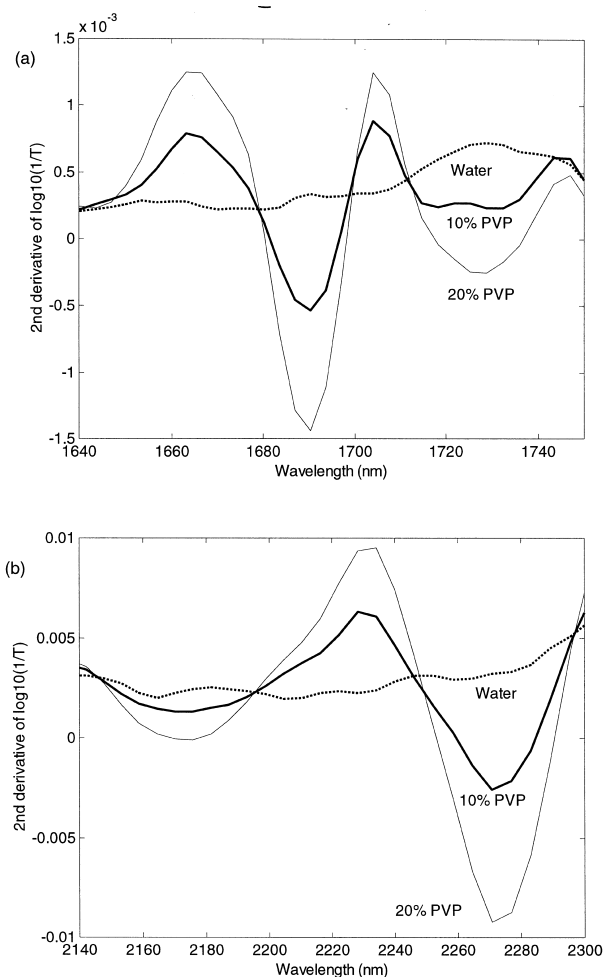 x 10-3
(a)
1.5
1
0.5
0
-0.5
-1
-1.5
2nd derivative of log10(1/T)
Water
10% PVP
20% PVP
1640 1660 1680 1700 1720 1740
Wavelength (nm)
(b)
0.01
0.005
0
-0.005
-0.01
2nd derivative of log10(1/T)
Water
10% PVP
20% PVP
2140 2160 2180 2200 2220 2240 2260 2280 2300
Wavelength (nm)